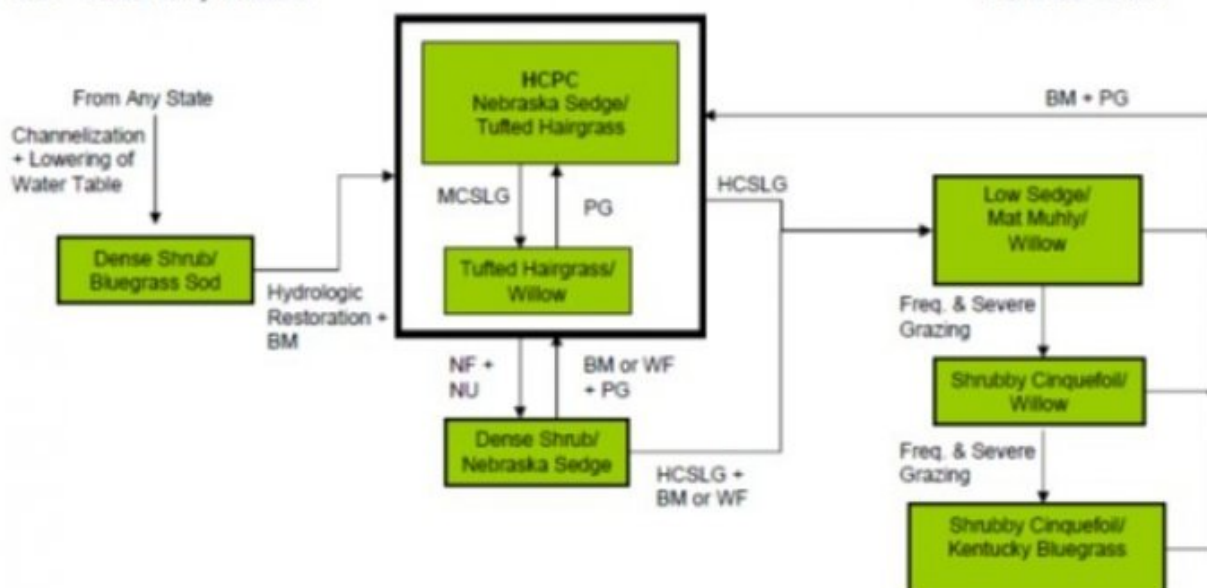 From Any State
Channelization
+ Lowering of
Water Table
Dense Shrub/
Bluegrass Sod
Hydrologic
Restoration +
BM
HCPC
Nebraska Sedge/
Tufted Hairgrass
MCSLG
PG
Tufted Hairgrass/
Willow
NF +
NU
BM or WF
+ PG
Dense Shrub/
Nebraska Sedge
HCSLG
HCSLG +
BM or WF
BM + PG
Low Sedge/
Mat Muhly/
Willow
Freq. & Severe
Grazing
Shrubby Cinquefoil/
Willow
Freq. & Severe
Grazing
Shrubby Cinquefoil/
Kentucky Bluegrass